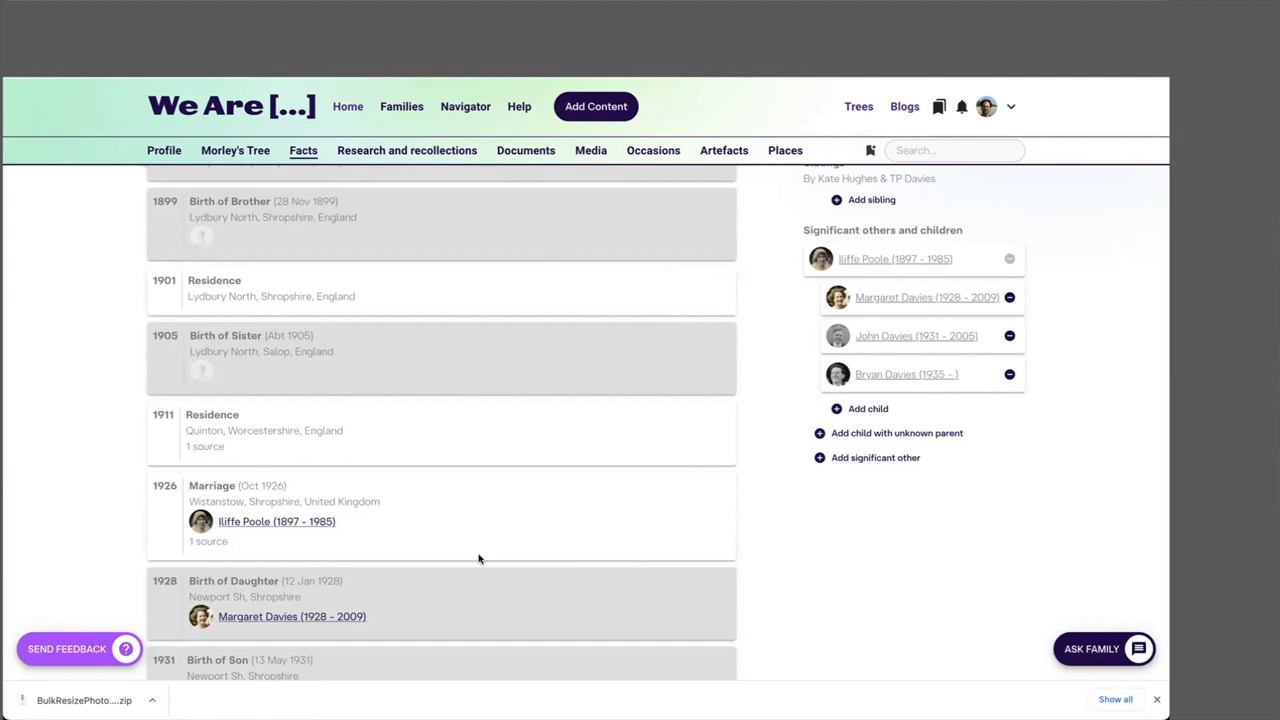 We Are [...]
Home Families Navigator Help Add Content Trees Blogs
Profile Morley's Tree Facts Research and recollections Documents Media Occasions Artefacts Places Search...
By Kate Hughes & TP Davies
Add sibling
1899 Birth of Brother (28 Nov 1899)
Lydbury North, Shropshire, England
Significant others and children
Iliffe Poole (1897 - 1985)
1901 Residence
Lydbury North, Shropshire, England
Margaret Davies (1928 - 2009)
1905 Birth of Sister (Abt 1905)
Lydbury North, Salop, England
John Davies (1931 - 2005)
Bryan Davies (1935 - )
Add child
1911 Residence
Quinton, Worcestershire, England
1 source
Add child with unknown parent
Add significant other
1926 Marriage (Oct 1926)
Wistanstow, Shropshire, United Kingdom
Iliffe Poole (1897 - 1985)
1 source
1928 Birth of Daughter (12 Jan 1928)
Newport Sh, Shropshire
Margaret Davies (1928 - 2009)
1931 Birth of Son (13 May 1931)
Newport Sh, Shropshire
SEND FEEDBACK ?
ASK FAMILY
BulkResizePhoto....zip
Show all